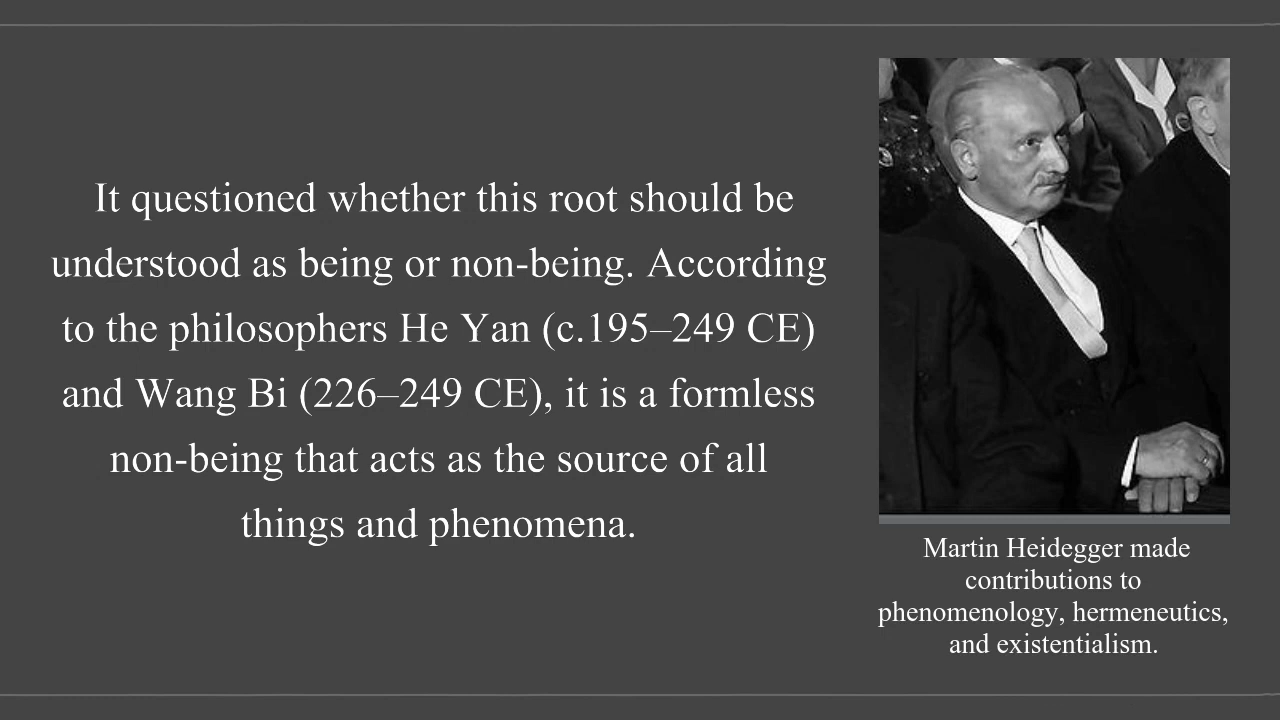 It questioned whether this root should be
understood as being or non-being. According
to the philosophers He Yan (c.195–249 CE)
and Wang Bi (226–249 CE), it is a formless
non-being that acts as the source of all
things and phenomena.
Martin Heidegger made
contributions to
phenomenology, hermeneutics,
and existentialism.